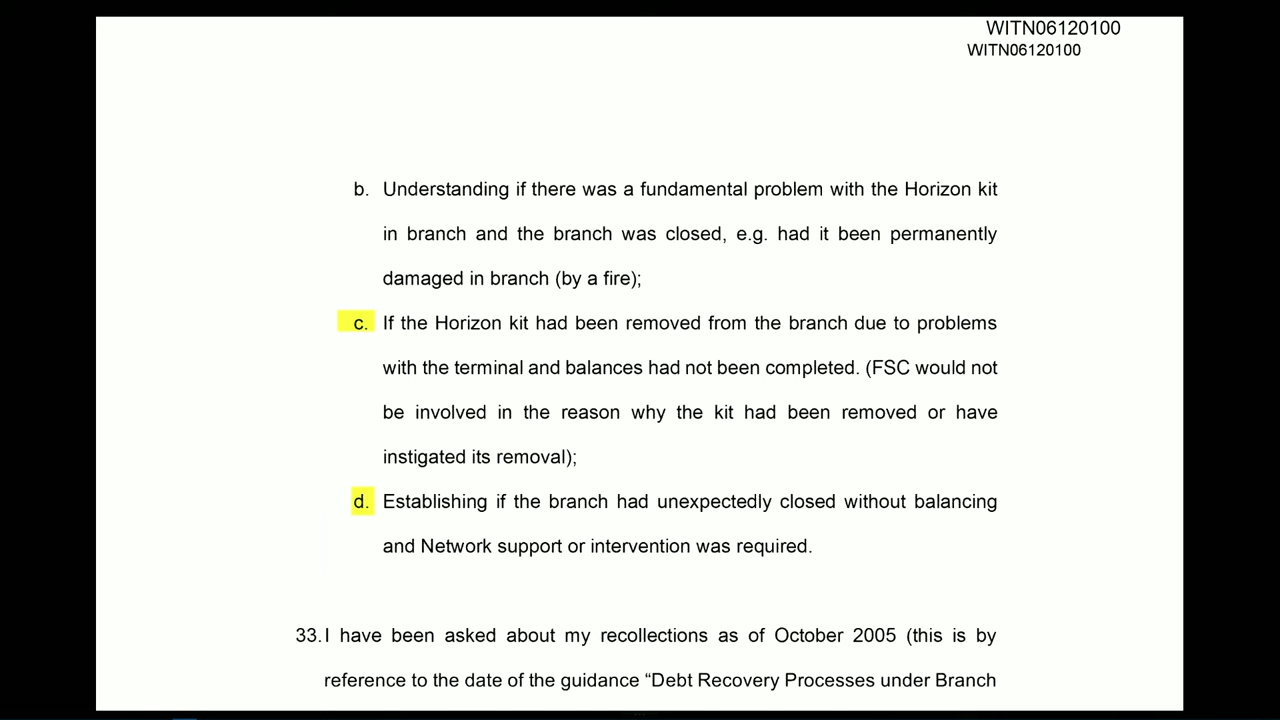 WITN06120100
WITN06120100
b. Understanding if there was a fundamental problem with the Horizon kit
in branch and the branch was closed, e.g. had it been permanently
damaged in branch (by a fire);
c. If the Horizon kit had been removed from the branch due to problems
with the terminal and balances had not been completed. (FSC would not
be involved in the reason why the kit had been removed or have
instigated its removal);
d. Establishing if the branch had unexpectedly closed without balancing
and Network support or intervention was required.
33. I have been asked about my recollections as of October 2005 (this is by
reference to the date of the guidance “Debt Recovery Processes under Branch